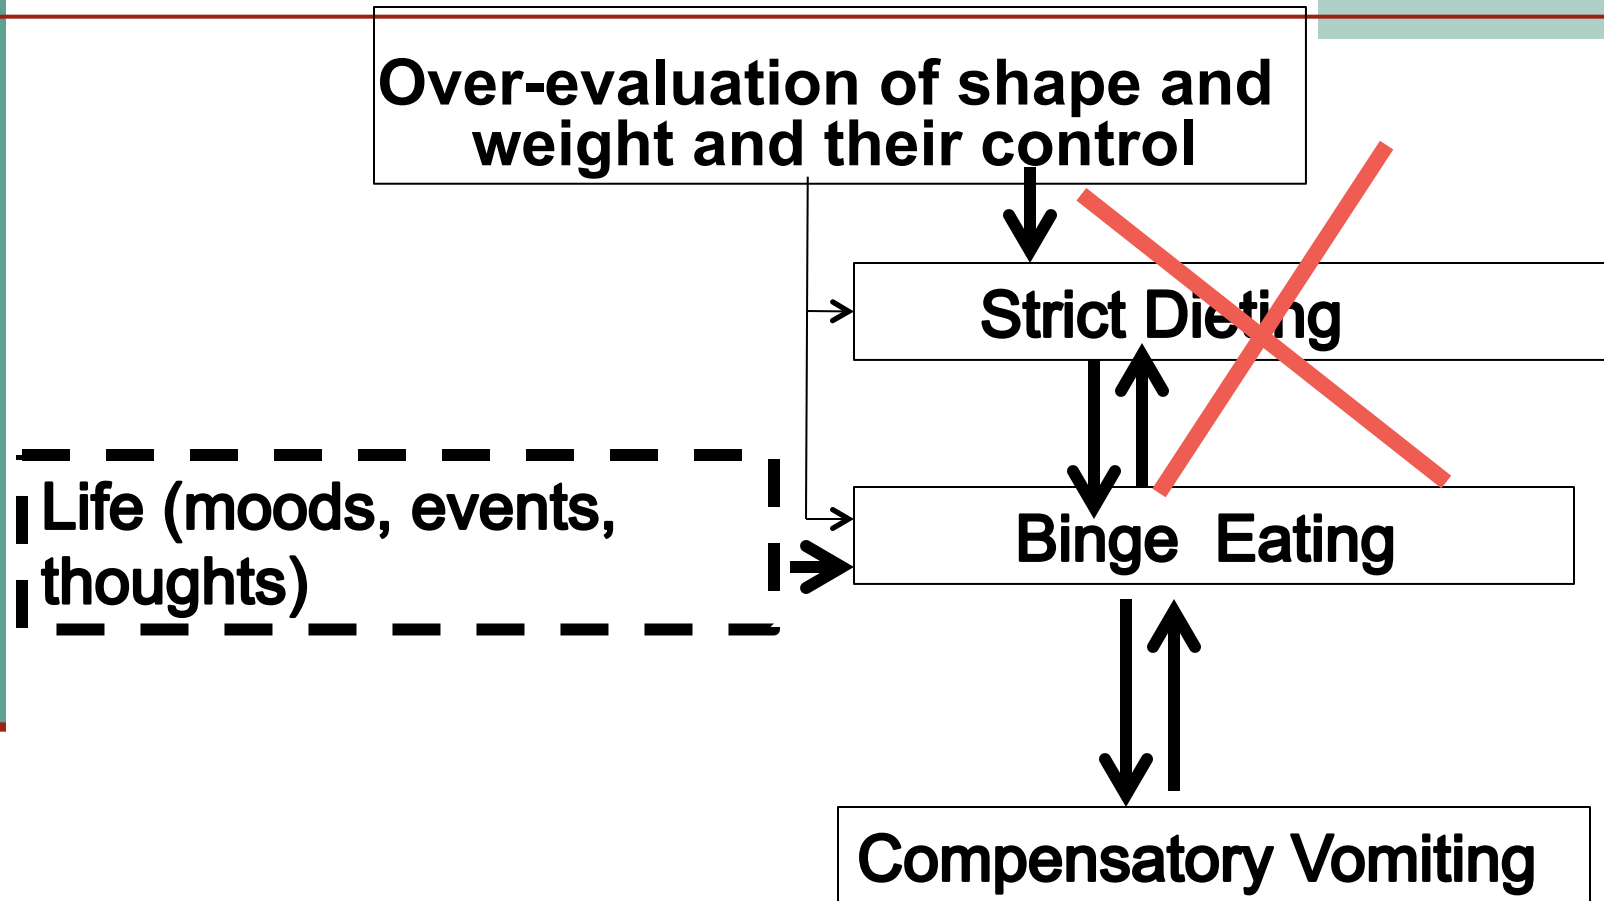 Over-evaluation of shape and
weight and their control
Strict Dieting
Life (moods, events,
thoughts)
Binge Eating
Compensatory Vomiting